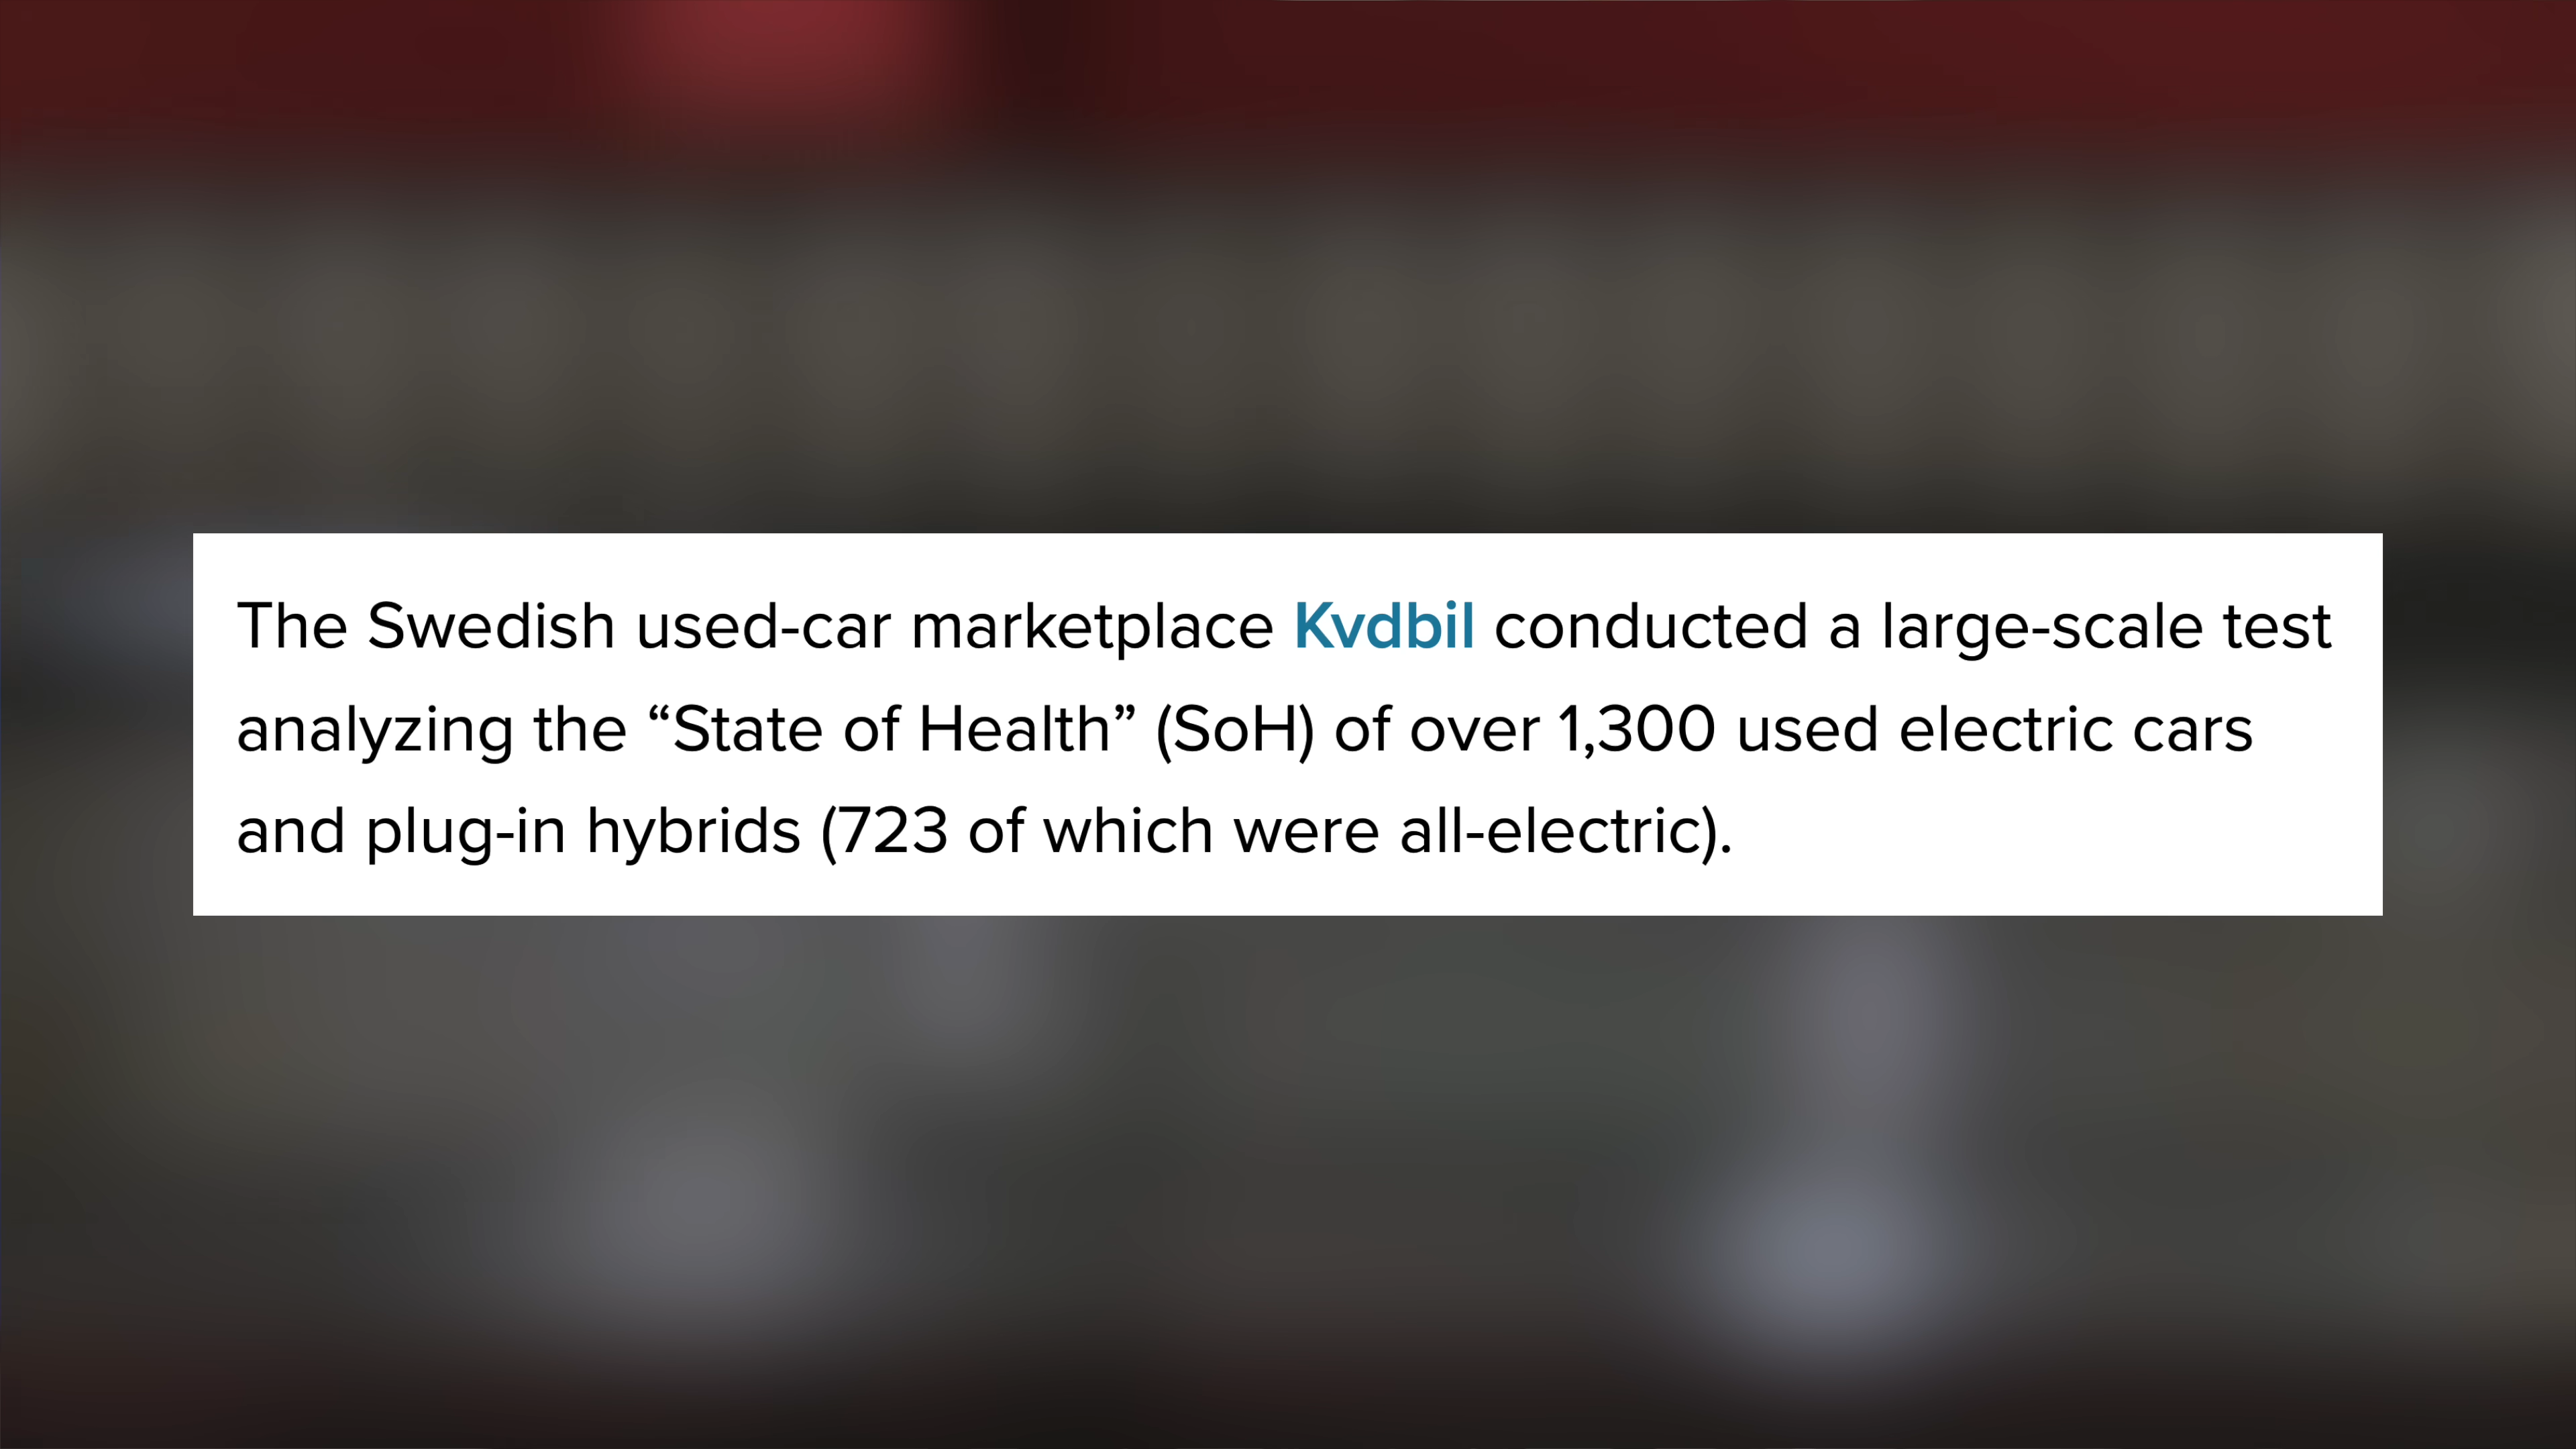 The Swedish used-car marketplace Kvdbil conducted a large-scale test
analyzing the “State of Health” (SoH) of over 1,300 used electric cars
and plug-in hybrids (723 of which were all-electric).